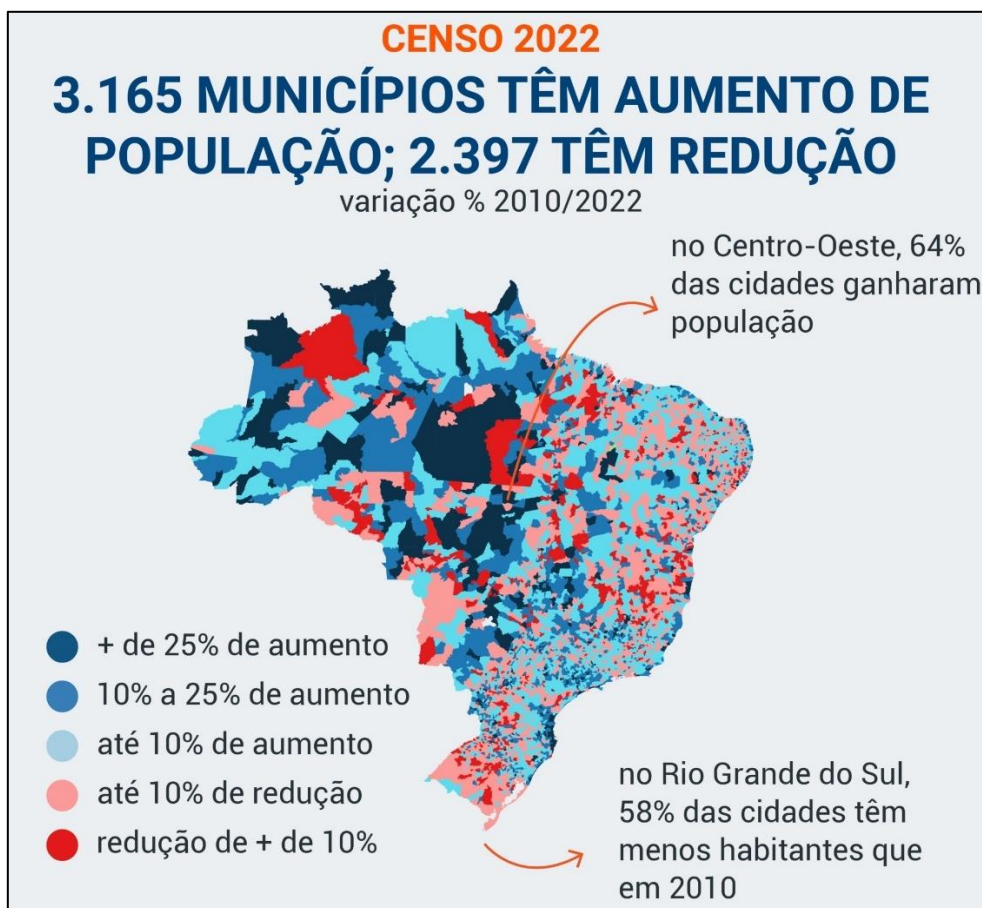 CENSO 2022
3.165 MUNICÍPIOS TÊM AUMENTO DE
POPULAÇÃO; 2.397 TÊM REDUÇÃO
variação % 2010/2022
no Centro-Oeste, 64%
das cidades ganharam
população
+ de 25% de aumento
10% a 25% de aumento
até 10% de aumento
até 10% de redução
redução de + de 10%
no Rio Grande do Sul,
58% das cidades têm
menos habitantes que
em 2010